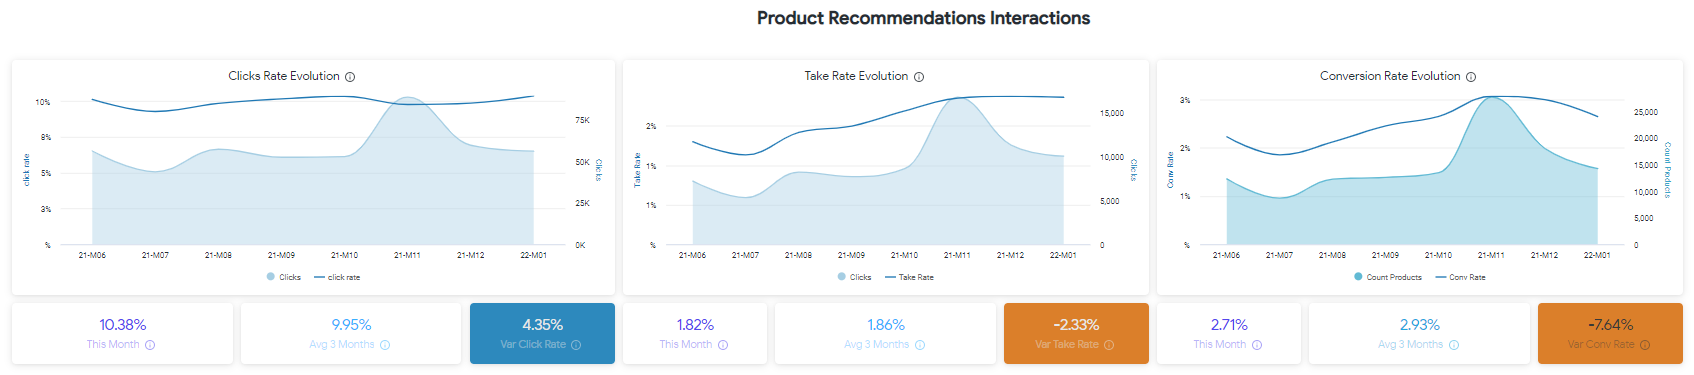 Product Recommendations Interactions
Clicks Rate Evolution
10%
8%
5%
3%
%
click rate
75K
50K
25K
0K
Clicks
21-M06 21-M07 21-M08 21-M09 21-M10 21-M11 21-M12 22-M01
Clicks click rate
Take Rate Evolution
2%
1%
1%
%
Take Rate
15,000
10,000
5,000
0
Clicks
21-M06 21-M07 21-M08 21-M09 21-M10 21-M11 21-M12 22-M01
Clicks Take Rate
Conversion Rate Evolution
3%
2%
1%
%
Conv Rate
25,000
20,000
15,000
10,000
5,000
0
Count Products
21-M06 21-M07 21-M08 21-M09 21-M10 21-M11 21-M12 22-M01
Count Products Conv Rate
10.38%
This Month
9.95%
Avg 3 Months
4.35%
Var Click Rate
1.82%
This Month
1.86%
Avg 3 Months
-2.33%
Var Take Rate
2.71%
This Month
2.93%
Avg 3 Months
-7.64%
Var Conv Rate